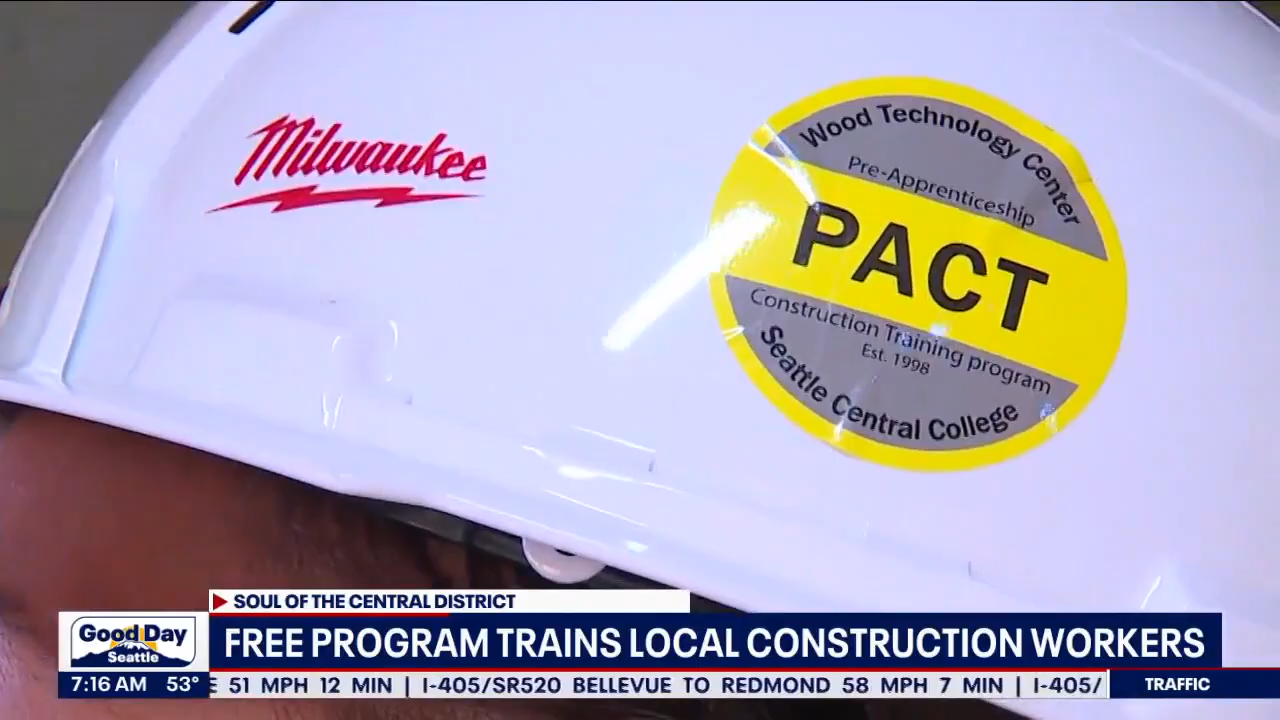 Milwaukee
Wood Technology Center
Pre-Apprenticeship
PACT
Construction Training program
Est. 1998
Seattle Central College
SOUL OF THE CENTRAL DISTRICT
Good Day
Seattle
FREE PROGRAM TRAINS LOCAL CONSTRUCTION WORKERS
7:16 AM 53° E 51 MPH 12 MIN | I-405/SR520 BELLEVUE TO REDMOND 58 MPH 7 MIN | I-405/ TRAFFIC